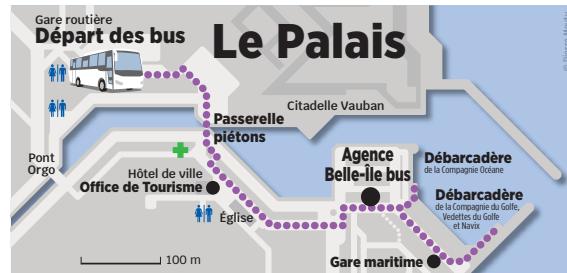 Gare routière
Départ des bus
Le Palais
Citadelle Vauban
Passerelle
piétons
Pont
Orgo
Hôtel de ville
Office de Tourisme
Église
Agence
Belle-Île bus
Débarcadère
de la Compagnie Océane
Débarcadère
de la Compagnie du Golfe,
Vedettes du Golfe
et Navix
Gare maritime
100 m